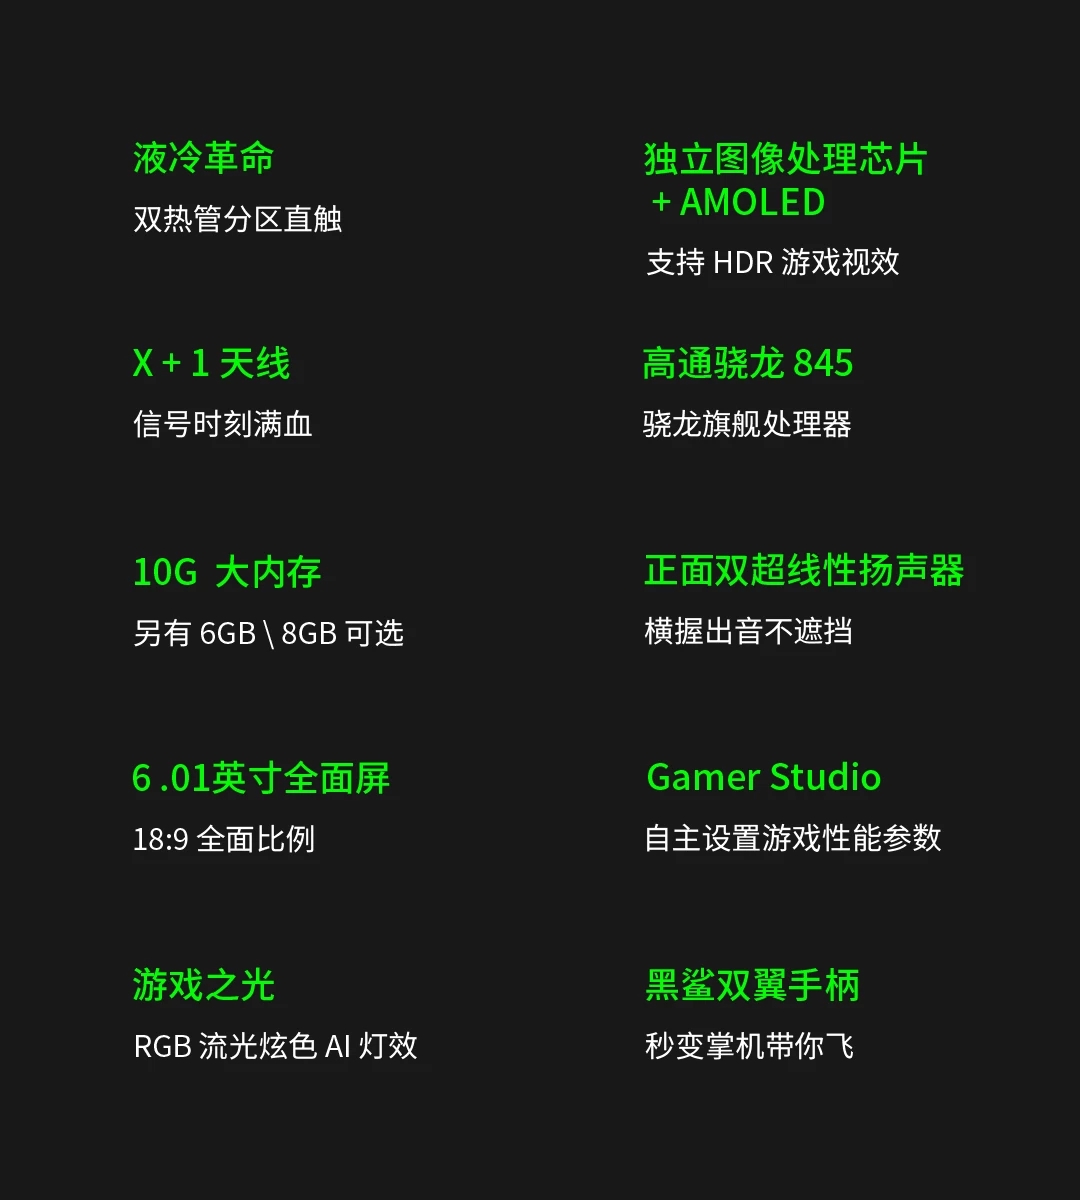 液冷革命
双热管分区直触
独立图像处理芯片
+ AMOLED
支持 HDR 游戏视效
X + 1 天线
信号时刻满血
高通骁龙 845
骁龙旗舰处理器
10G 大内存
另有 6GB \ 8GB 可选
正面双超线性扬声器
横握出音不遮挡
6 .01英寸全面屏
18:9 全面比例
Gamer Studio
自主设置游戏性能参数
游戏之光
RGB 流光炫色 AI 灯效
黑鲨双翼手柄
秒变掌机带你飞